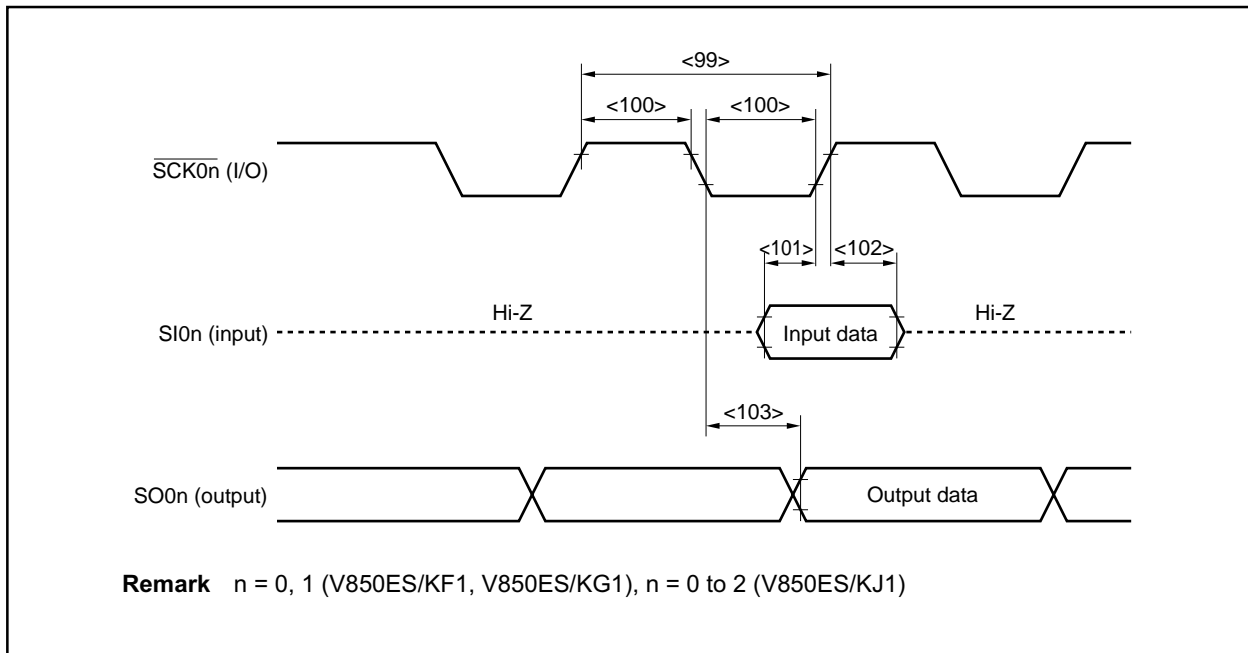 <99>
<100> <100>
SCK0n (I/O)
<101> <102>
Hi-Z Hi-Z
SI0n (input) Input data
<103>
SO0n (output) Output data
Remark n = 0, 1 (V850ES/KF1, V850ES/KG1), n = 0 to 2 (V850ES/KJ1)